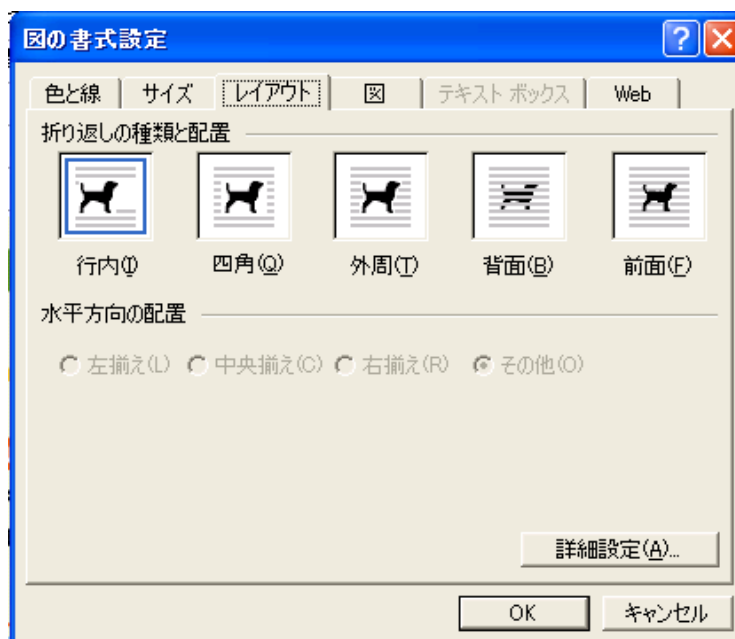 図の書式設定
色と線 サイズ レイアウト 図 テキスト ボックス Web
折り返しの種類と配置
行内(I) 四角(Q) 外周(T) 背面(B) 前面(F)
水平方向の配置
左揃え(L) 中央揃え(C) 右揃え(R) その他(O)
詳細設定(A)...
OK キャンセル